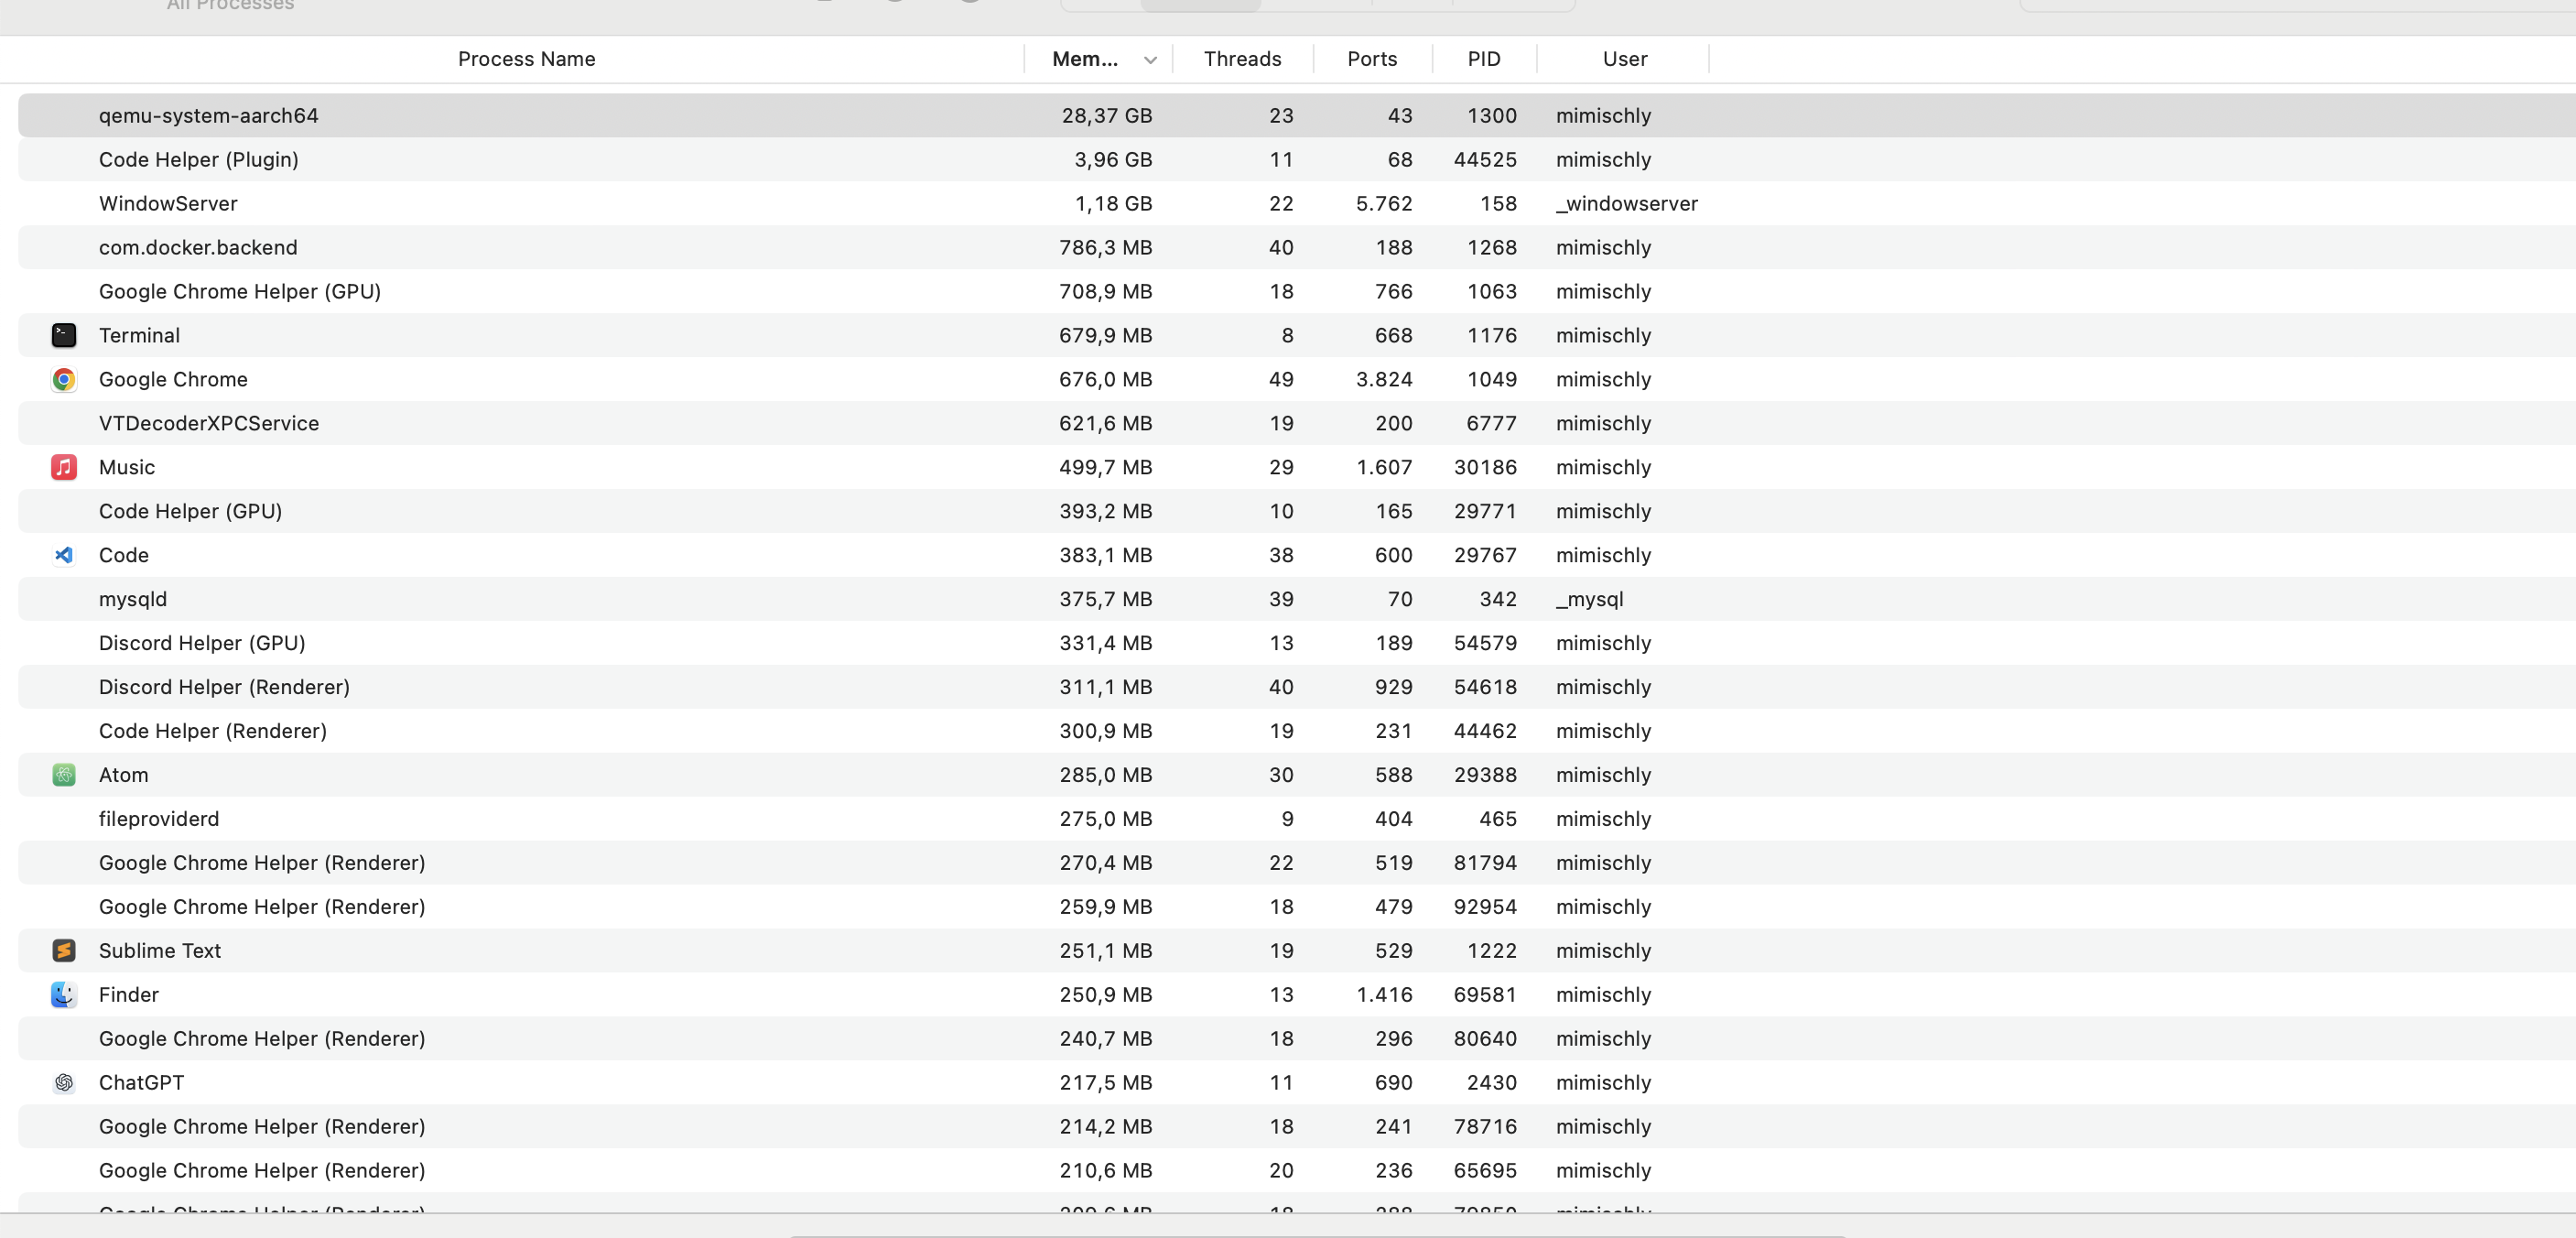 All Processes
Process Name Mem... Threads Ports PID User
qemu-system-aarch64 28,37 GB 23 43 1300 mimischly
Code Helper (Plugin) 3,96 GB 11 68 44525 mimischly
WindowServer 1,18 GB 22 5.762 158 _windowserver
com.docker.backend 786,3 MB 40 188 1268 mimischly
Google Chrome Helper (GPU) 708,9 MB 18 766 1063 mimischly
Terminal 679,9 MB 8 668 1176 mimischly
Google Chrome 676,0 MB 49 3.824 1049 mimischly
VTDecoderXPCService 621,6 MB 19 200 6777 mimischly
Music 499,7 MB 29 1.607 30186 mimischly
Code Helper (GPU) 393,2 MB 10 165 29771 mimischly
Code 383,1 MB 38 600 29767 mimischly
mysqld 375,7 MB 39 70 342 _mysql
Discord Helper (GPU) 331,4 MB 13 189 54579 mimischly
Discord Helper (Renderer) 311,1 MB 40 929 54618 mimischly
Code Helper (Renderer) 300,9 MB 19 231 44462 mimischly
Atom 285,0 MB 30 588 29388 mimischly
fileproviderd 275,0 MB 9 404 465 mimischly
Google Chrome Helper (Renderer) 270,4 MB 22 519 81794 mimischly
Google Chrome Helper (Renderer) 259,9 MB 18 479 92954 mimischly
Sublime Text 251,1 MB 19 529 1222 mimischly
Finder 250,9 MB 13 1.416 69581 mimischly
Google Chrome Helper (Renderer) 240,7 MB 18 296 80640 mimischly
ChatGPT 217,5 MB 11 690 2430 mimischly
Google Chrome Helper (Renderer) 214,2 MB 18 241 78716 mimischly
Google Chrome Helper (Renderer) 210,6 MB 20 236 65695 mimischly
Google Chrome Helper (Renderer) MB mimischly